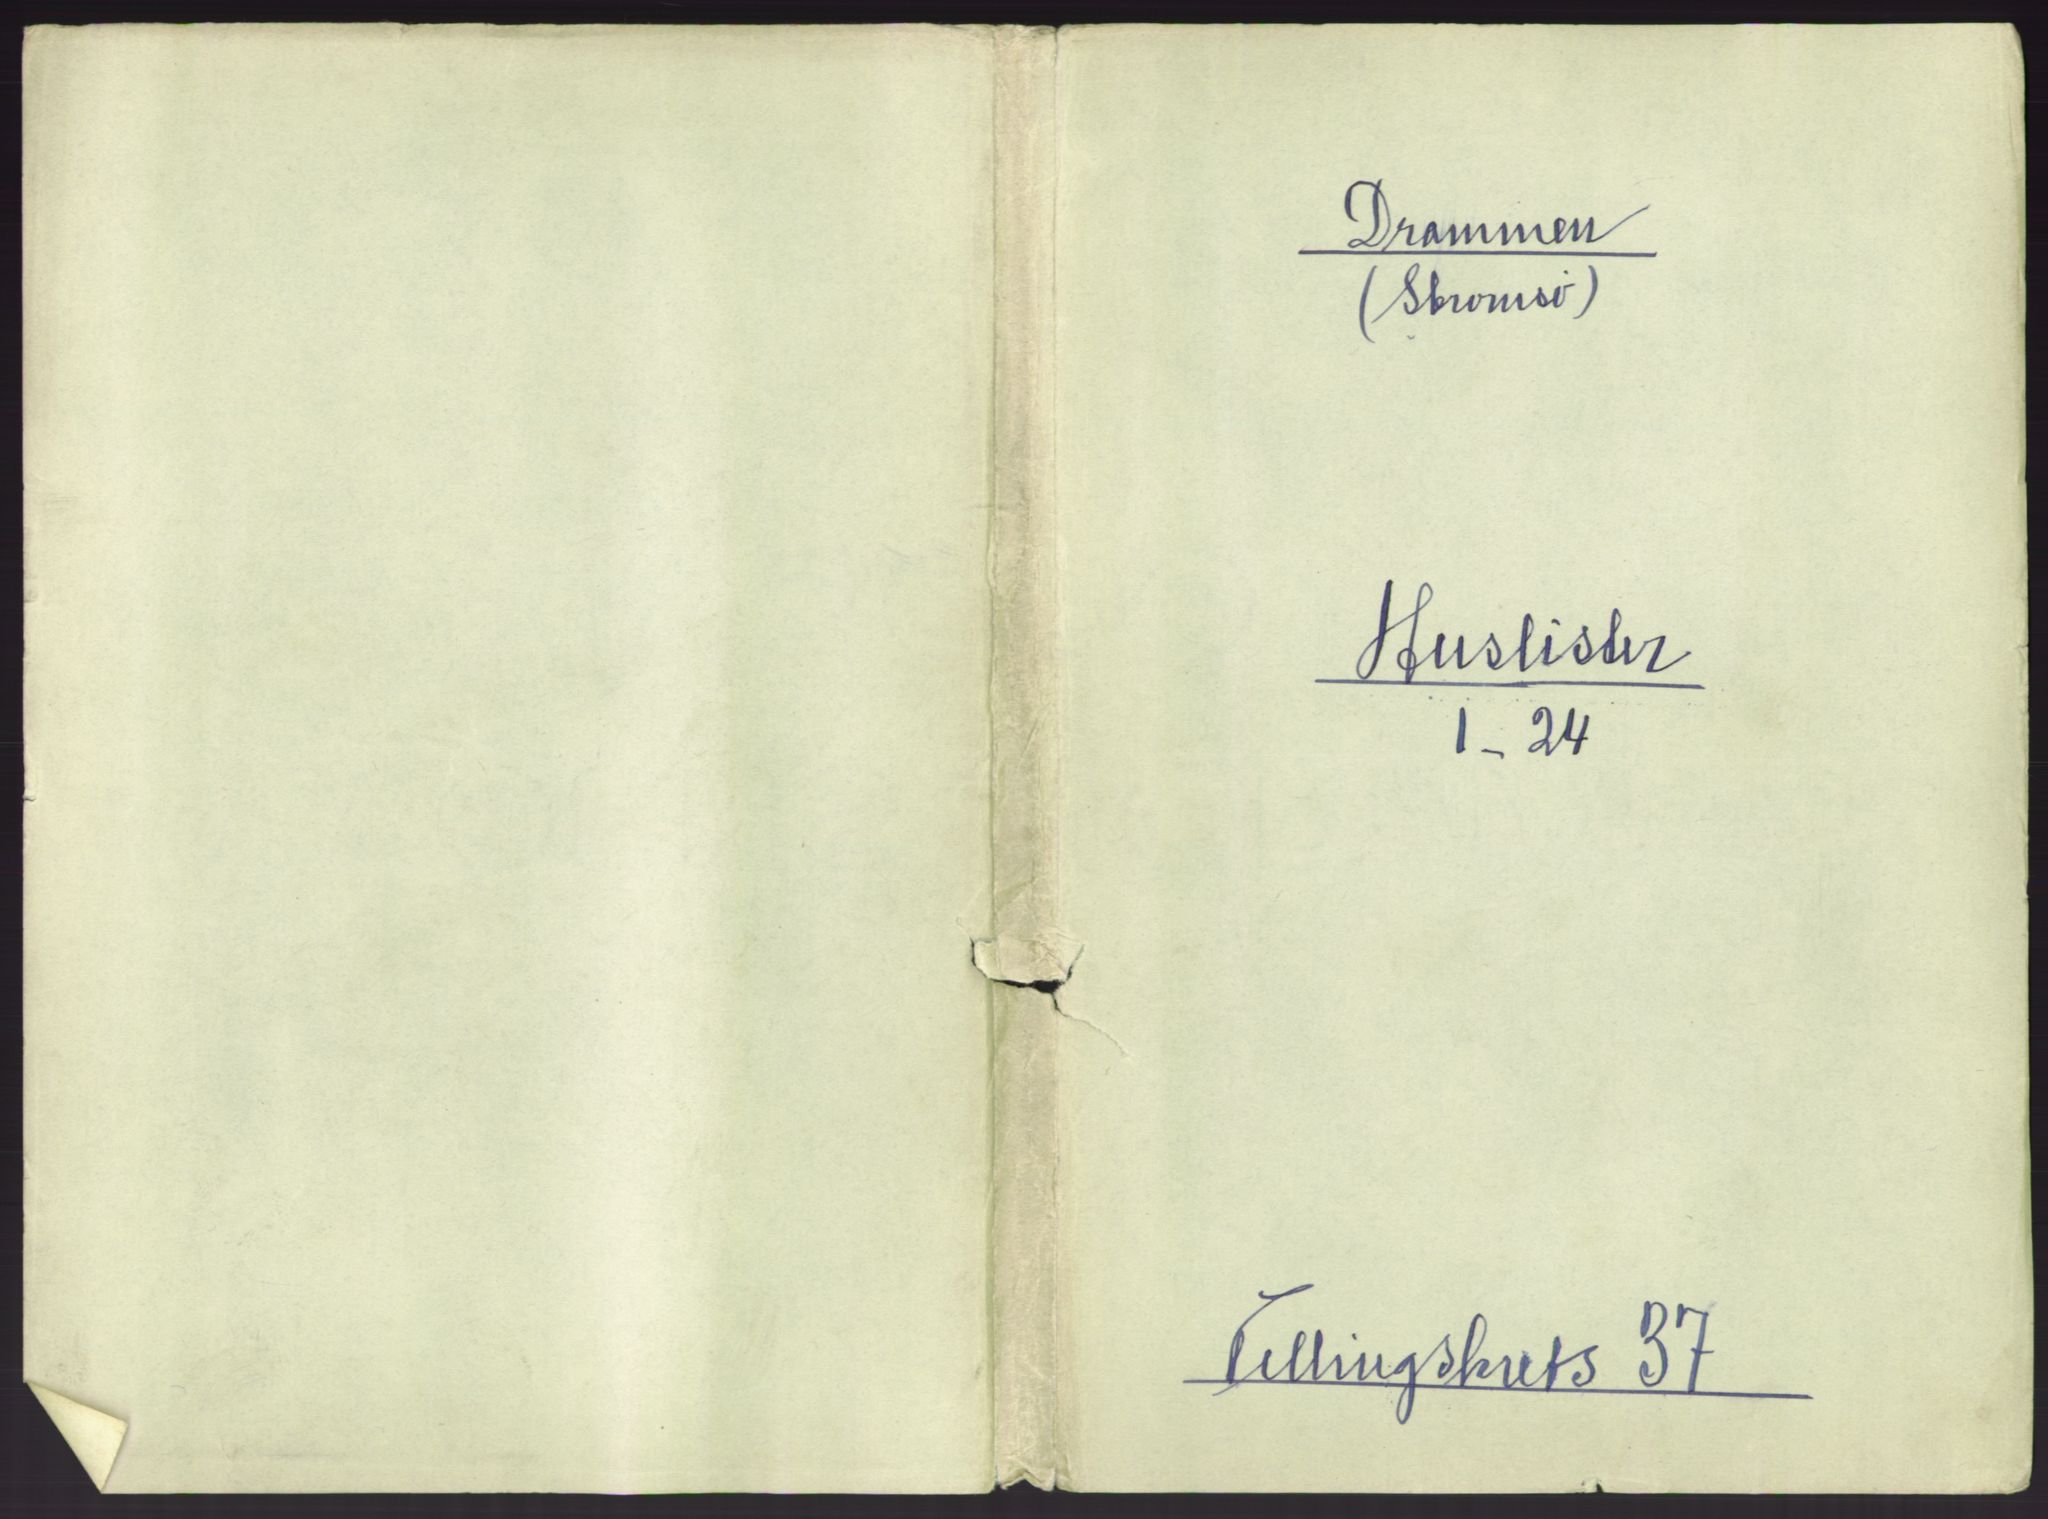 Drammen
(Strømsø)
Huslister
1 - 24
Tellingskrets 37